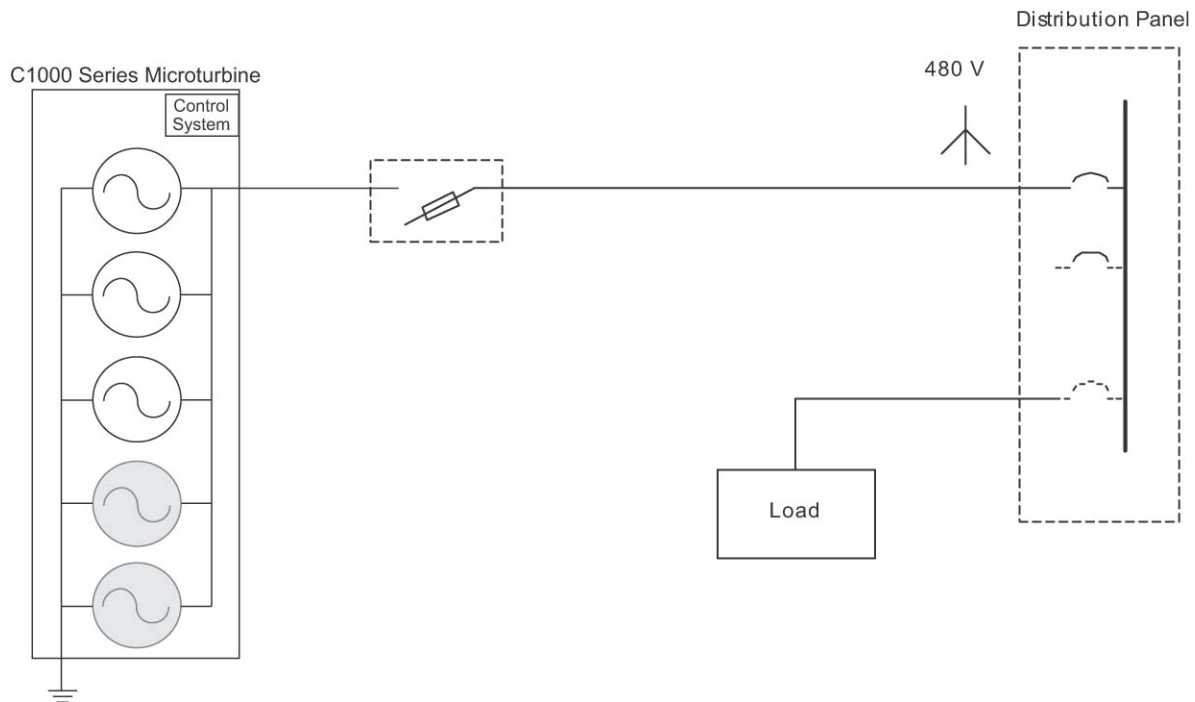 Distribution Panel
480 V
C1000 Series Microturbine
Control
System
Load